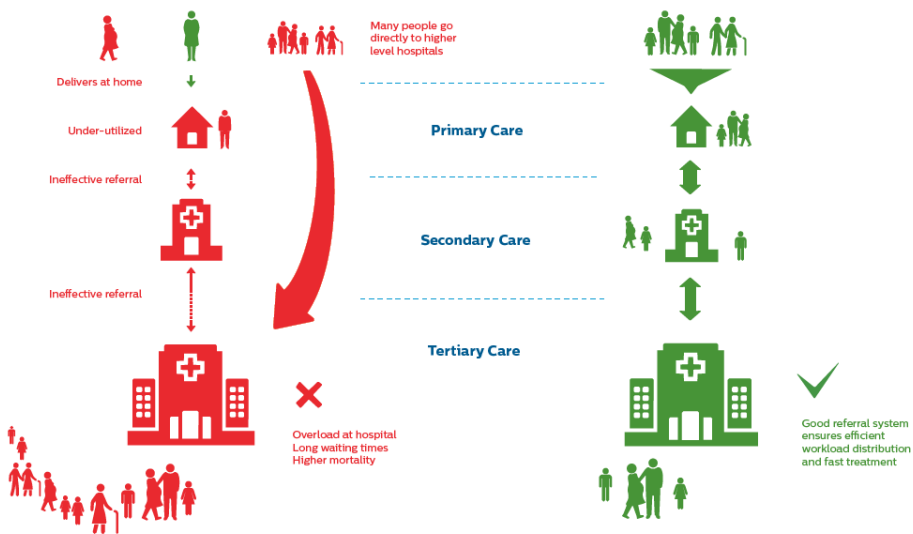 Many people go
directly to higher
level hospitals
Delivers at home
Under-utilized
Primary Care
Ineffective referral
Secondary Care
Ineffective referral
Tertiary Care
Overload at hospital
Long waiting times
Higher mortality
Good referral system
ensures efficient
workload distribution
and fast treatment